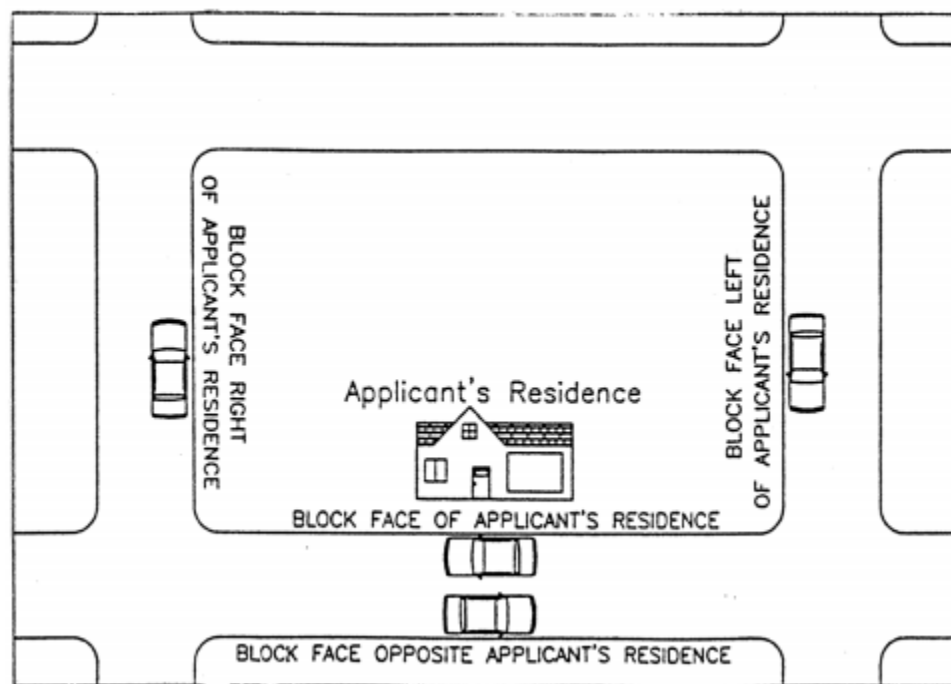 BLOCK FACE RIGHT
OF APPLICANT'S RESIDENCE
BLOCK FACE LEFT
OF APPLICANT'S RESIDENCE
Applicant's Residence
BLOCK FACE OF APPLICANT'S RESIDENCE
BLOCK FACE OPPOSITE APPLICANT'S RESIDENCE